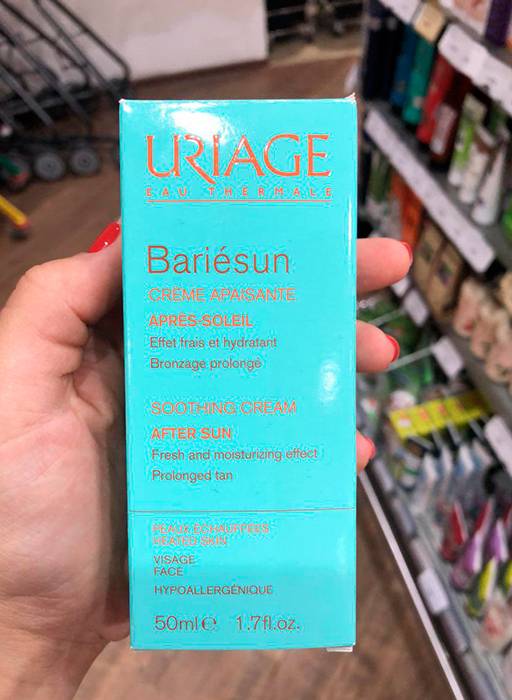 URIAGE
EAU THERMALE
Bariésun
CRÈME APAISANTE
APRÈS-SOLEIL
Effet frais et hydratant
Bronzage prolongé
SOOTHING CREAM
AFTER SUN
Fresh and moisturizing effect
Prolonged tan
PEAUX ÉCHAUFFÉES
HEATED SKIN
VISAGE
FACE
HYPOALLERGÉNIQUE
50ml℮ 1.7fl.oz.